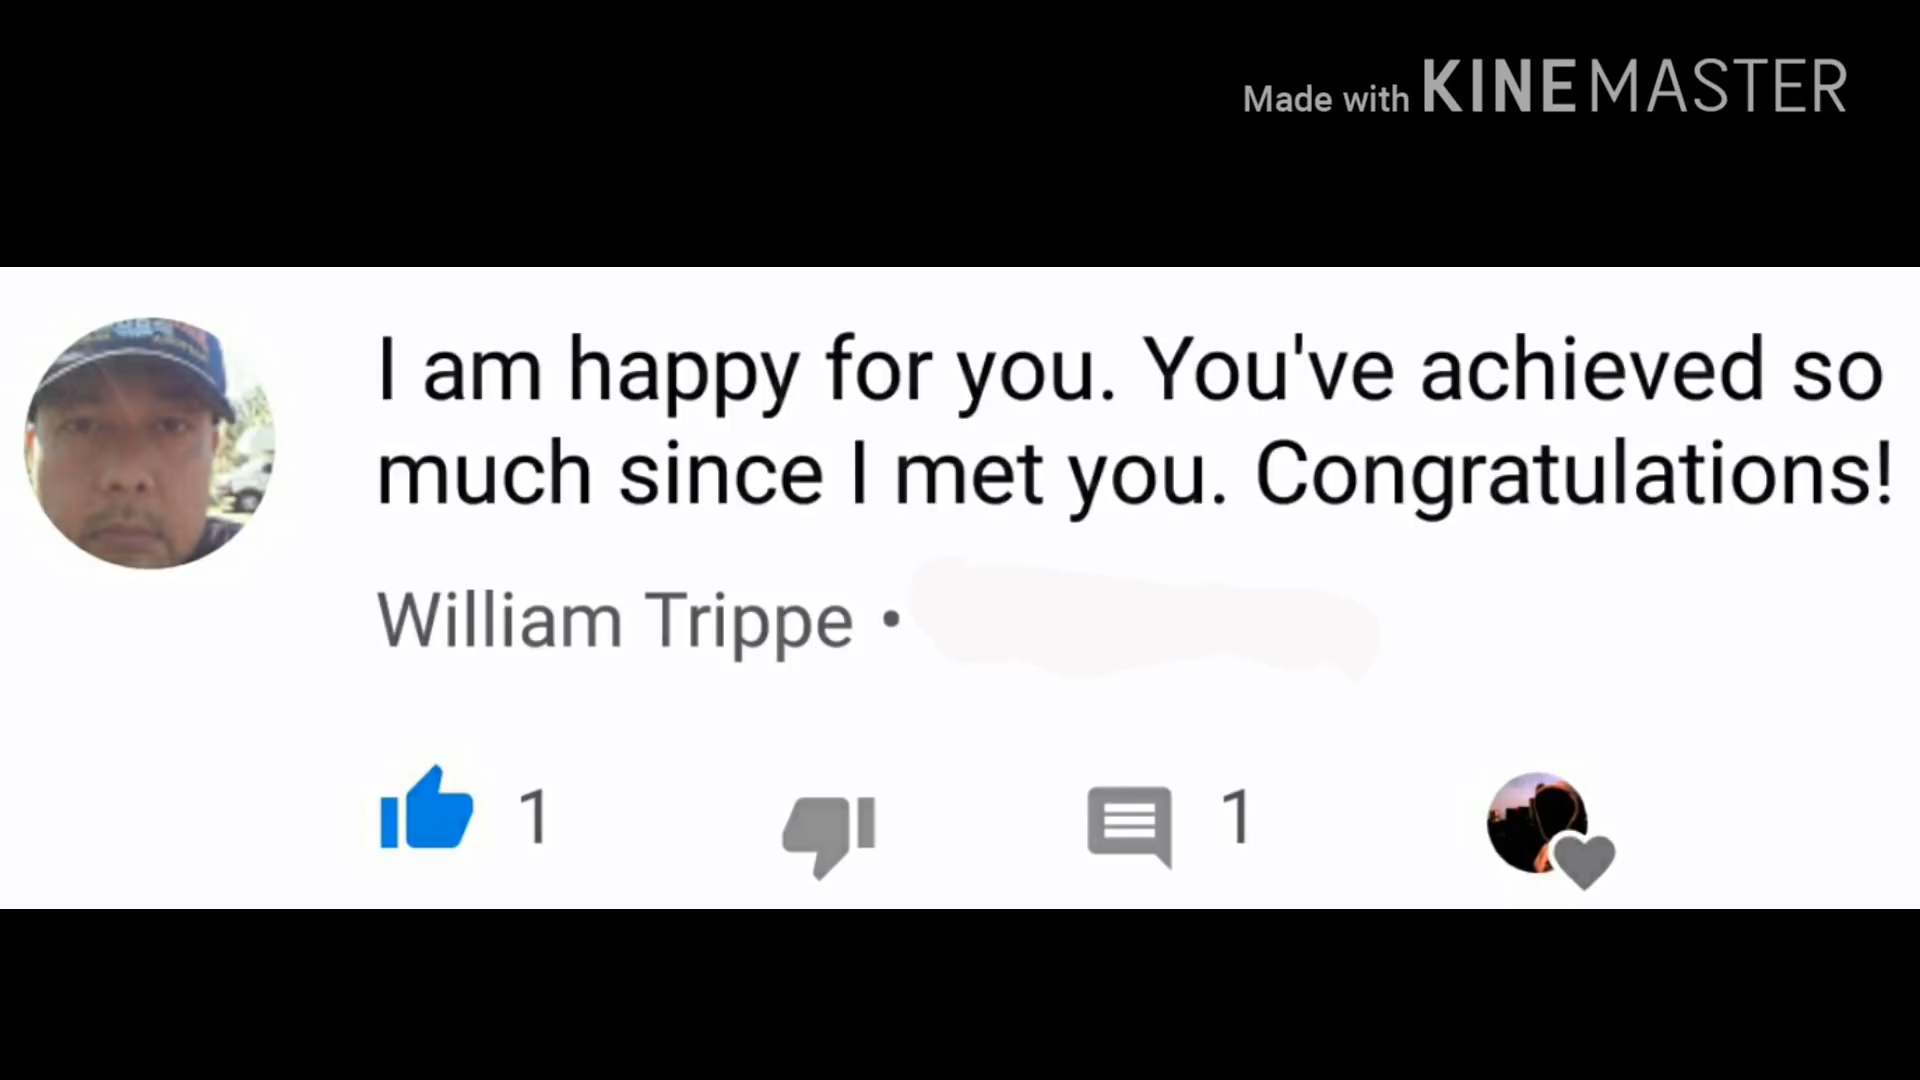 Made with KINEMASTER
I am happy for you. You've achieved so
much since I met you. Congratulations!
William Trippe •
1
1